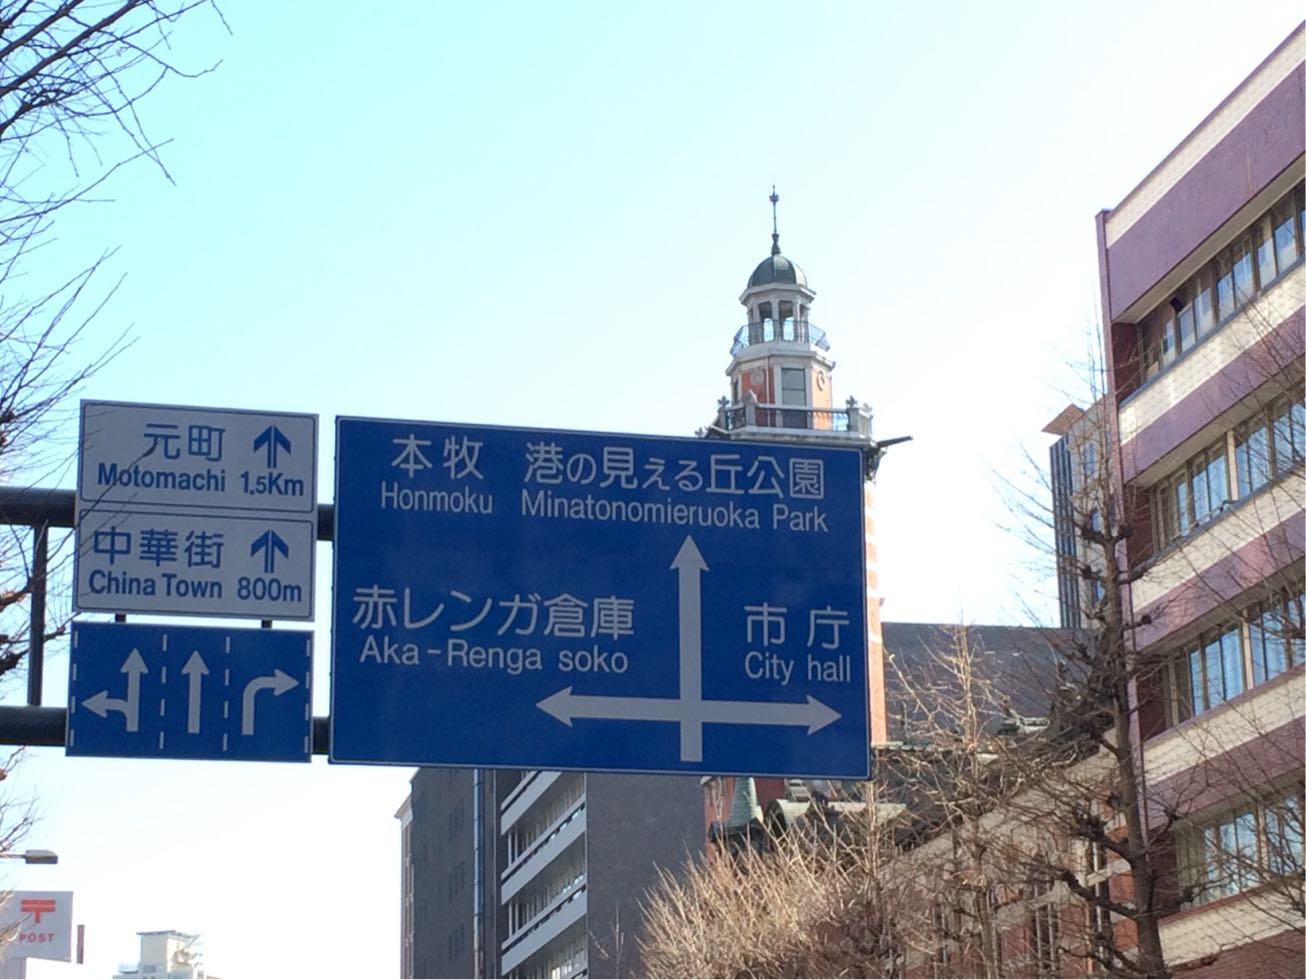 元町
Motomachi 1.5Km
中華街
China Town 800m
本牧 港の見える丘公園
Honmoku Minatonomieruoka Park
赤レンガ倉庫
Aka-Renga soko
市庁
City hall
〒
POST